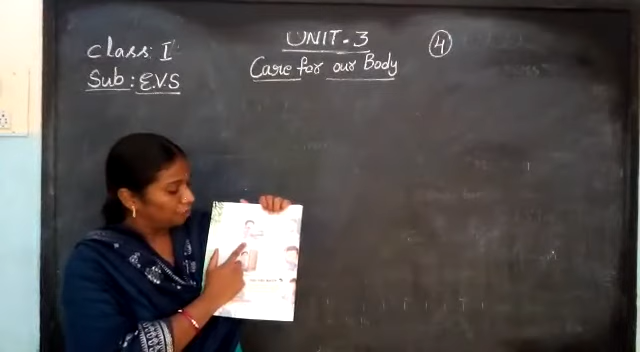 Class: I
Sub: E.V.S
UNIT-3
Care for our Body
4